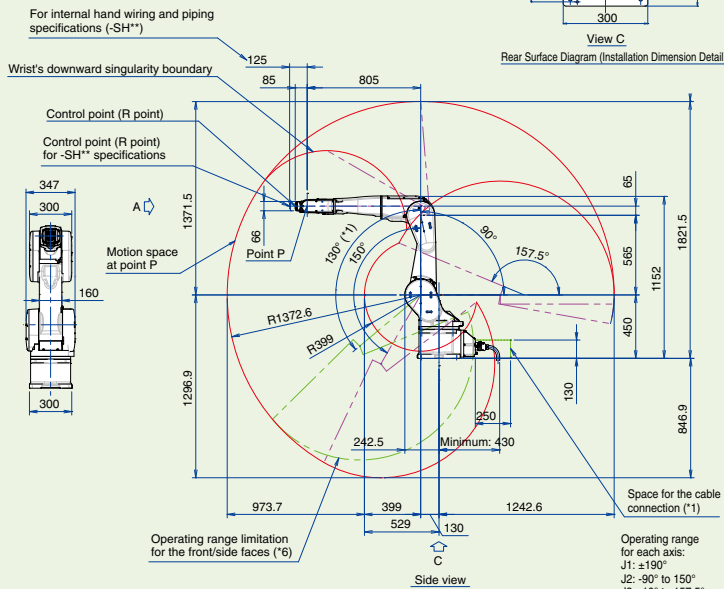 For internal hand wiring and piping
specifications (-SH**)
300
View C
Rear Surface Diagram (Installation Dimension Detail
125
Wrist's downward singularity boundary
85
805
Control point (R point)
Control point (R point)
for -SH** specifications
347
300
A
1371.5
66
Point P
Motion space
at point P
130° (*1)
150°
90°
157.5°
65
565
1152
1821.5
450
160
R1372.6
R399
1296.9
300
130
250
846.9
242.5
Minimum: 430
973.7
399
1242.6
529
130
Space for the cable
connection (*1)
Operating range limitation
for the front/side faces (*6)
C
Side view
Operating range
for each axis:
J1: ±190°
J2: -90° to 150°